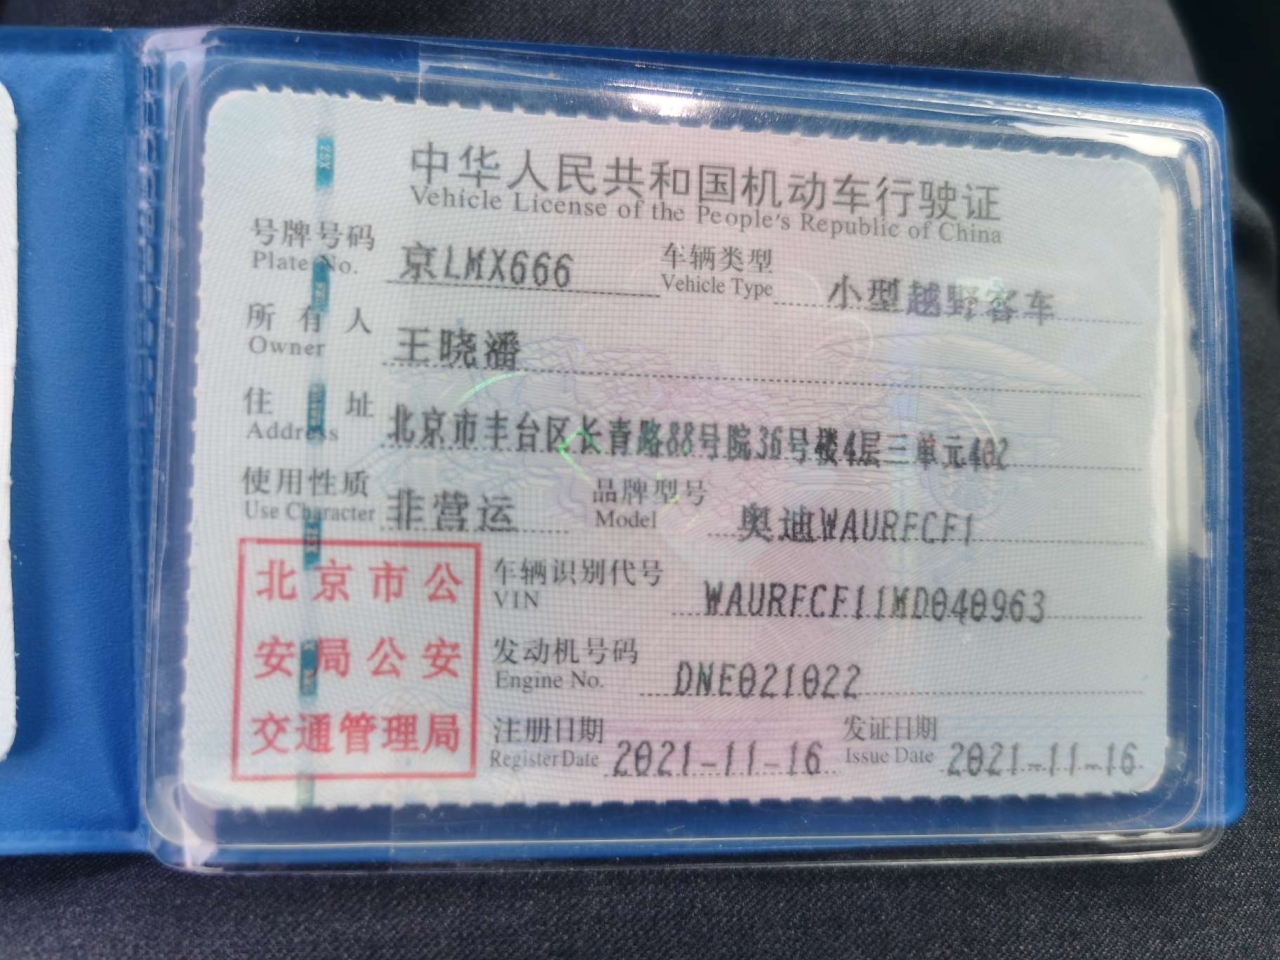 中华人民共和国机动车行驶证
Vehicle License of the People's Republic of China
号牌号码 京LMX666 车辆类型 小型越野客车
Plate No. Vehicle Type
所有人 王晓潘
Owner
住址 北京市丰台区长青路88号院36号楼4层三单元402
Address
使用性质 非营运 品牌型号 奥迪WAURFCF1
Use Character Model
北京市公
安局公安
交通管理局
车辆识别代号 WAURFCF11MD040963
VIN
发动机号码 DNE021022
Engine No.
注册日期 2021-11-16 发证日期 2021-11-16
Register Date Issue Date